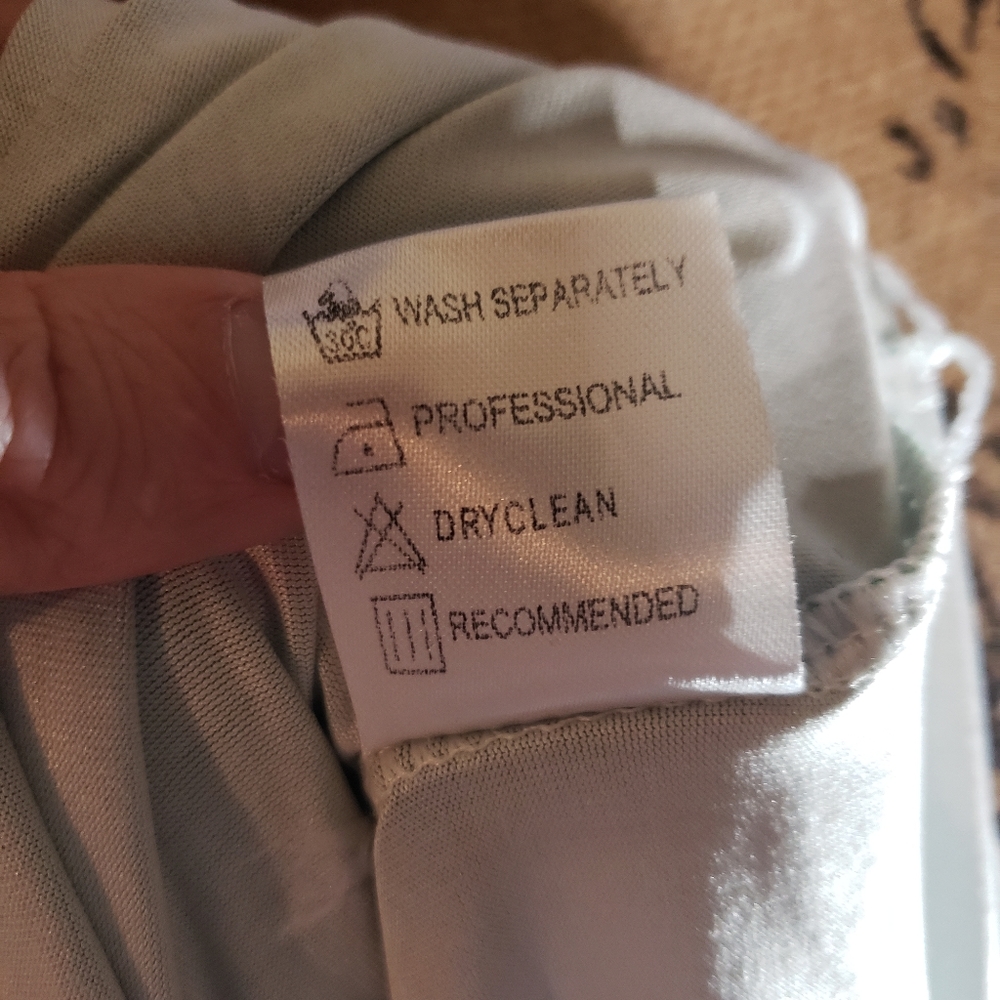 30C WASH SEPARATELY
PROFESSIONAL
DRYCLEAN
RECOMMENDED